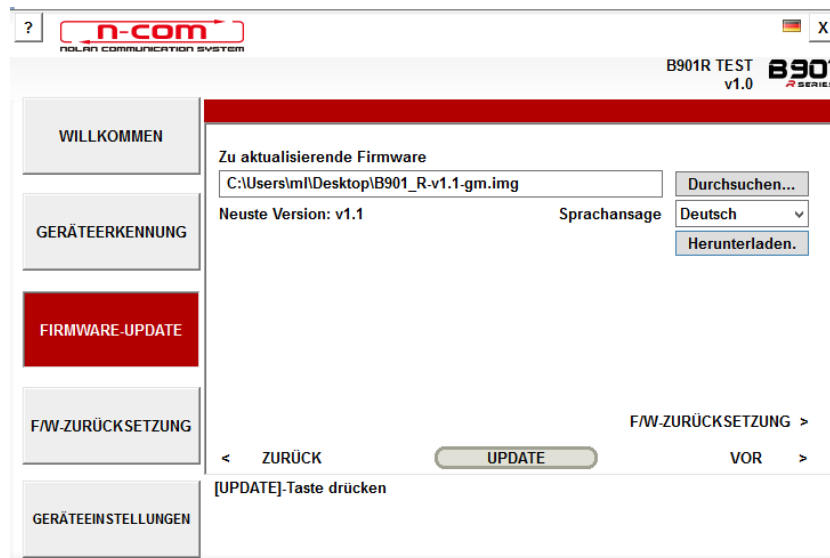 ?
n-com
NOLAN COMMUNICATION SYSTEM
X
B901R TEST
v1.0
B901
R SERIES
WILLKOMMEN
GERÄTEERKENNUNG
FIRMWARE-UPDATE
F/W-ZURÜCKSETZUNG
GERÄTEEINSTELLUNGEN
Zu aktualisierende Firmware
C:\Users\ml\Desktop\B901_R-v1.1-gm.img
Durchsuchen...
Neuste Version: v1.1
Sprachansage
Deutsch
Herunterladen.
F/W-ZURÜCKSETZUNG >
< ZURÜCK
UPDATE
VOR >
[UPDATE]-Taste drücken